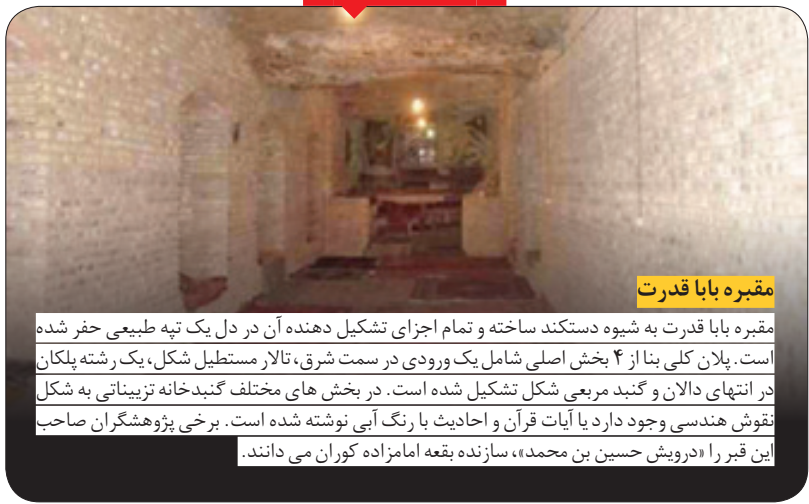 مقبره بابا قدرت
مقبره بابا قدرت به شیوه دستکند ساخته و تمام اجزای تشکیل دهنده آن در دل یک تپه طبیعی حفر شده
است. پلان کلی بنا از ۴ بخش اصلی شامل یک ورودی در سمت شرق، تالار مستطیل شکل، یک رشته پلکان
در انتهای دالان و گنبد مربعی شکل تشکیل شده است. در بخش های مختلف گنبدخانه تزییناتی به شکل
نقوش هندسی وجود دارد یا آیات قرآن و احادیث با رنگ آبی نوشته شده است. برخی پژوهشگران صاحب
این قبر را «درویش حسین بن محمد»، سازنده بقعه امامزاده کوران می دانند.